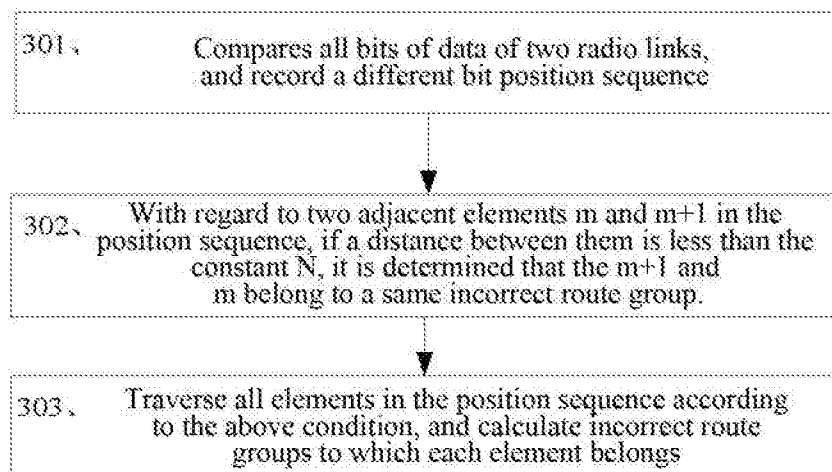 301、 Compares all bits of data of two radio links,
and record a different bit position sequence
302、 With regard to two adjacent elements m and m+1 in the
position sequence, if a distance between them is less than the
constant N, it is determined that the m+1 and
m belong to a same incorrect route group.
303、 Traverse all elements in the position sequence according
to the above condition, and calculate incorrect route
groups to which each element belongs